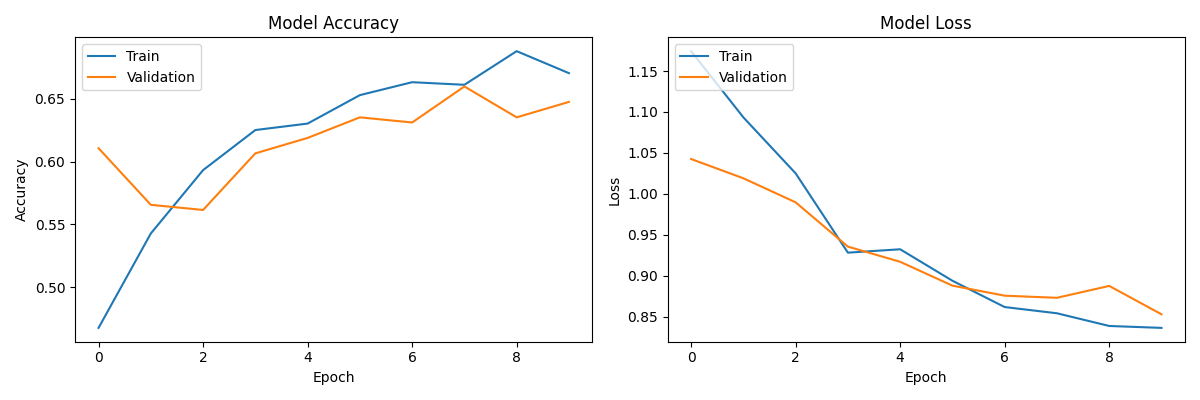 Model Accuracy
Train
Validation
0.65
0.60
0.55
0.50
Accuracy
0 2 4 6 8
Epoch
Model Loss
Train
Validation
1.15
1.10
1.05
1.00
0.95
0.90
0.85
Loss
0 2 4 6 8
Epoch